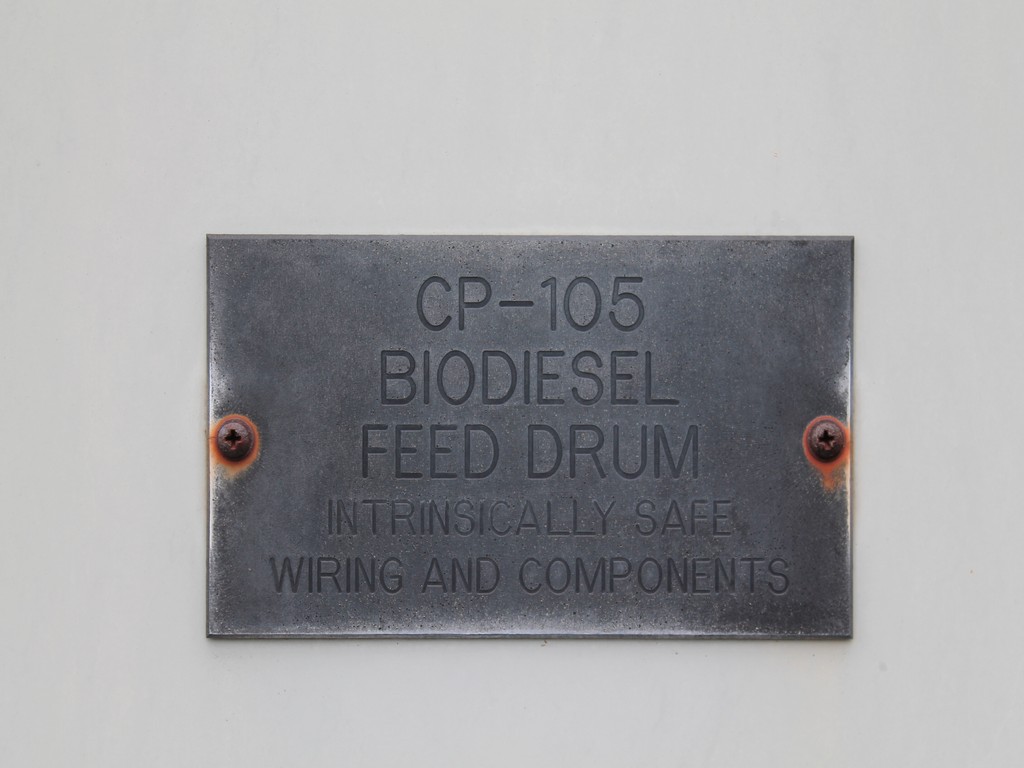 CP-105
BIODIESEL
FEED DRUM
INTRINSICALLY SAFE
WIRING AND COMPONENTS